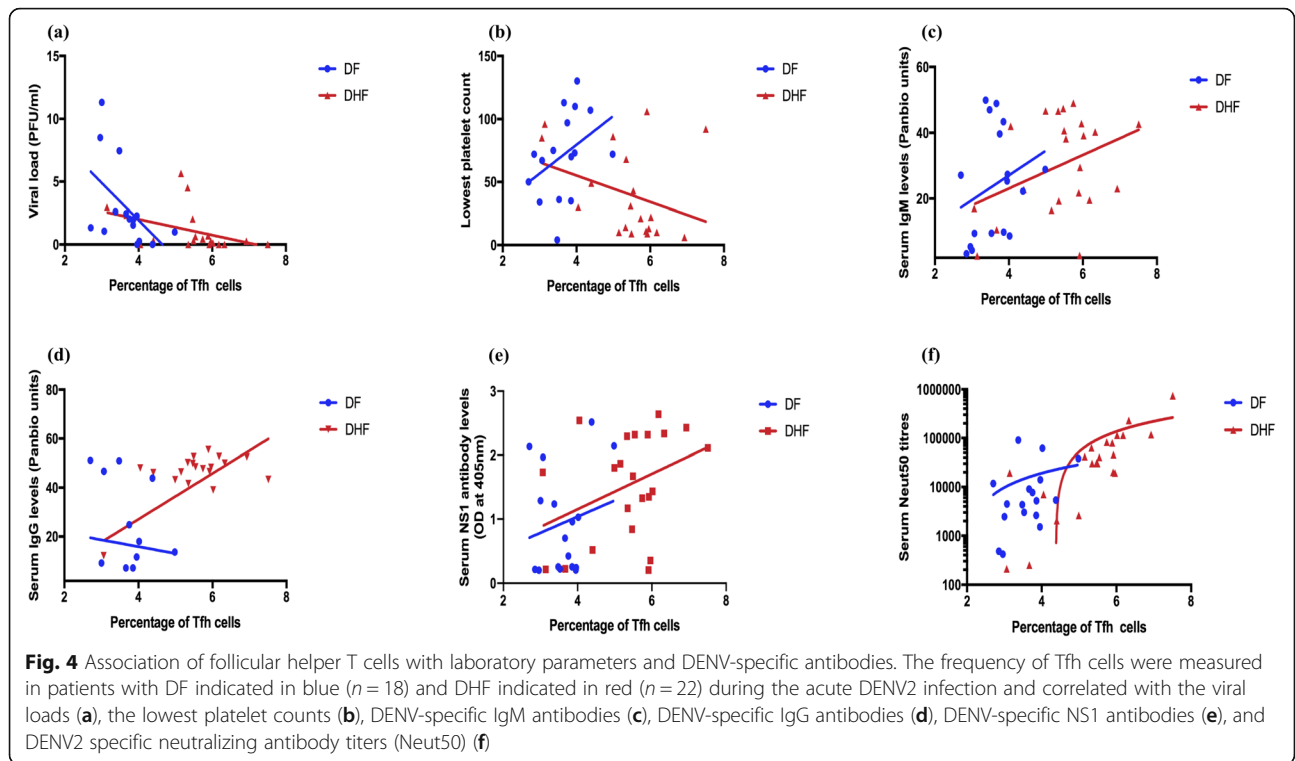 (a)
Viral load (PFU/ml)
15
10
5
0
2
4
6
8
Percentage of Tfh cells
DF
DHF
(b)
Lowest platelet count
150
100
50
0
2
4
6
8
Percentage of Tfh cells
DF
DHF
(c)
Serum IgM levels (Panbio units)
60
40
20
2
4
6
8
Percentage of Tfh cells
DF
DHF
(d)
Serum IgG levels (Panbio units)
80
60
40
20
2
4
6
8
Percentage of Tfh cells
DF
DHF
(e)
Serum NS1 antibody levels
(OD at 405nm)
3
2
1
0
2
4
6
8
Percentage of Tfh cells
DF
DHF
(f)
Serum Neut50 titres
1000000
100000
10000
1000
100
2
4
6
8
Percentage of Tfh cells
DF
DHF
Fig. 4 Association of follicular helper T cells with laboratory parameters and DENV-specific antibodies. The frequency of Tfh cells were measured
in patients with DF indicated in blue (n = 18) and DHF indicated in red (n = 22) during the acute DENV2 infection and correlated with the viral
loads (a), the lowest platelet counts (b), DENV-specific IgM antibodies (c), DENV-specific IgG antibodies (d), DENV-specific NS1 antibodies (e), and
DENV2 specific neutralizing antibody titers (Neut50) (f)